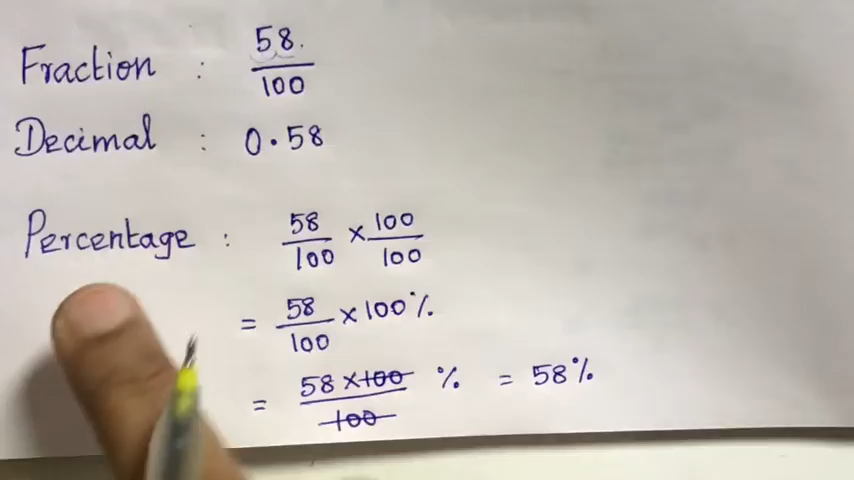 Fraction : 58/100
Decimal : 0.58
Percentage : 58/100 × 100/100
= 58/100 × 100%
= 58 × 100/100 % = 58%